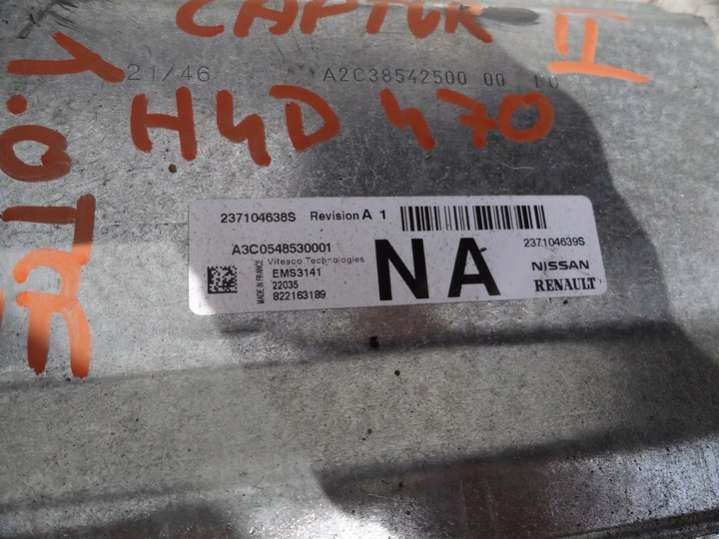 CAPTUR II
21/46 A2C38542500 00
H4D 470
237104638S Revision A 1
A3C0548530001
237104639S
Vitesco Technologies
NA
EMS3141
NISSAN
MADE IN FRANCE
22035
RENAULT
822163189